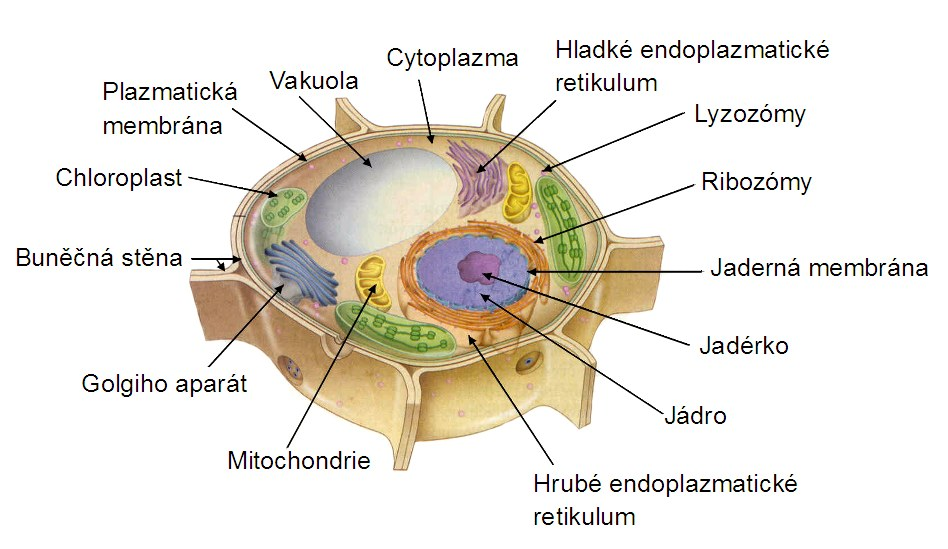 Cytoplazma
Hladké endoplazmatické
retikulum
Vakuola
Plazmatická
membrána
Lyzozómy
Chloroplast
Ribozómy
Buněčná stěna
Jaderná membrána
Jadérko
Golgiho aparát
Jádro
Mitochondrie
Hrubé endoplazmatické
retikulum